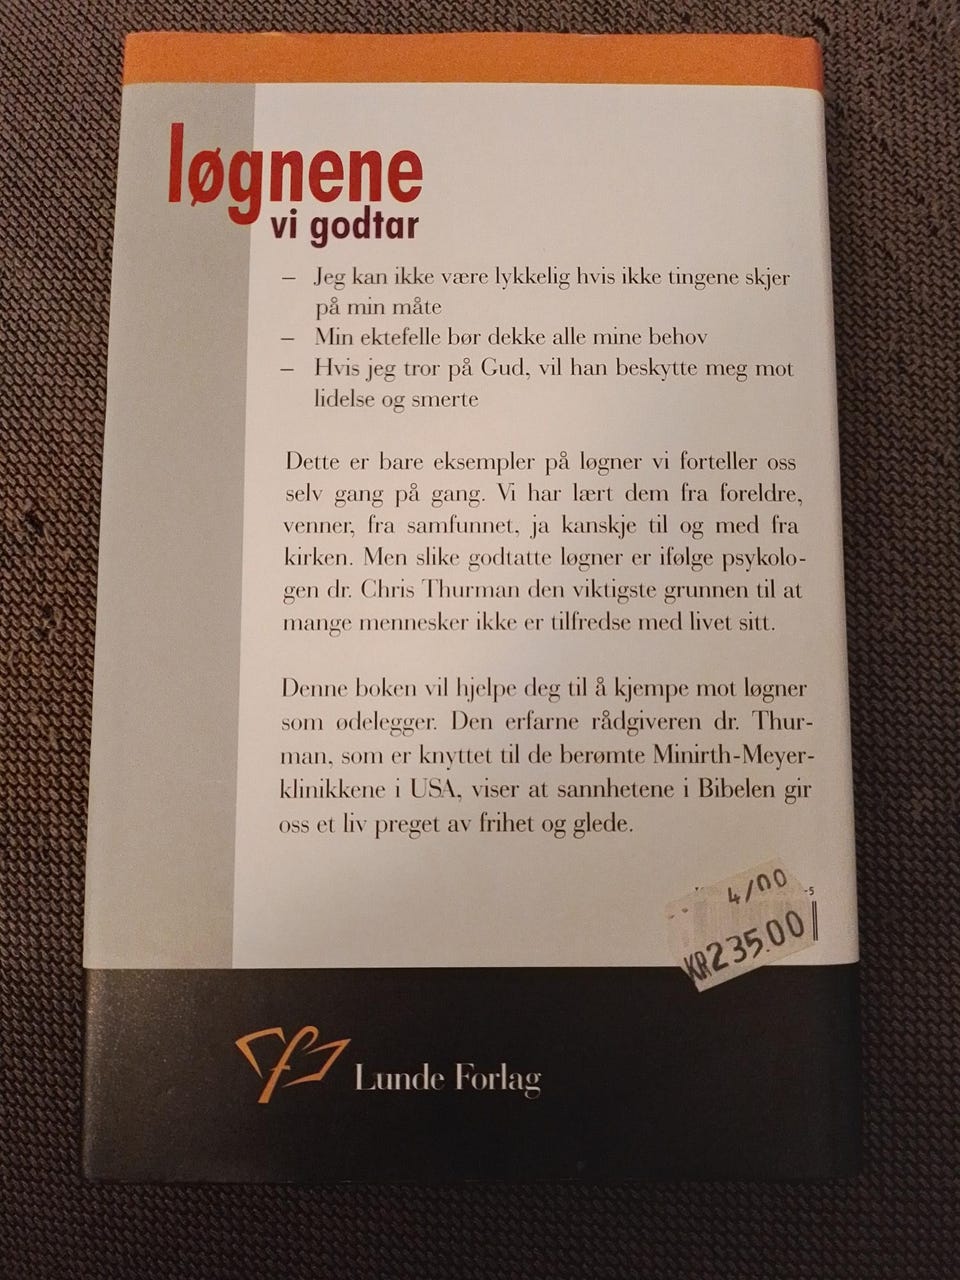 løgnene
vi godtar
– Jeg kan ikke være lykkelig hvis ikke tingene skjer
på min måte
– Min ektefelle bør dekke alle mine behov
– Hvis jeg tror på Gud, vil han beskytte meg mot
lidelse og smerte
Dette er bare eksempler på løgner vi forteller oss
selv gang på gang. Vi har lært dem fra foreldre,
venner, fra samfunnet, ja kanskje til og med fra
kirken. Men slike godtatte løgner er ifølge psykolo-
gen dr. Chris Thurman den viktigste grunnen til at
mange mennesker ikke er tilfredse med livet sitt.
Denne boken vil hjelpe deg til å kjempe mot løgner
som ødelegger. Den erfarne rådgiveren dr. Thur-
man, som er knyttet til de berømte Minirth-Meyer-
klinikkene i USA, viser at sannhetene i Bibelen gir
oss et liv preget av frihet og glede.
4/00
-5
KR235.00
Lunde Forlag